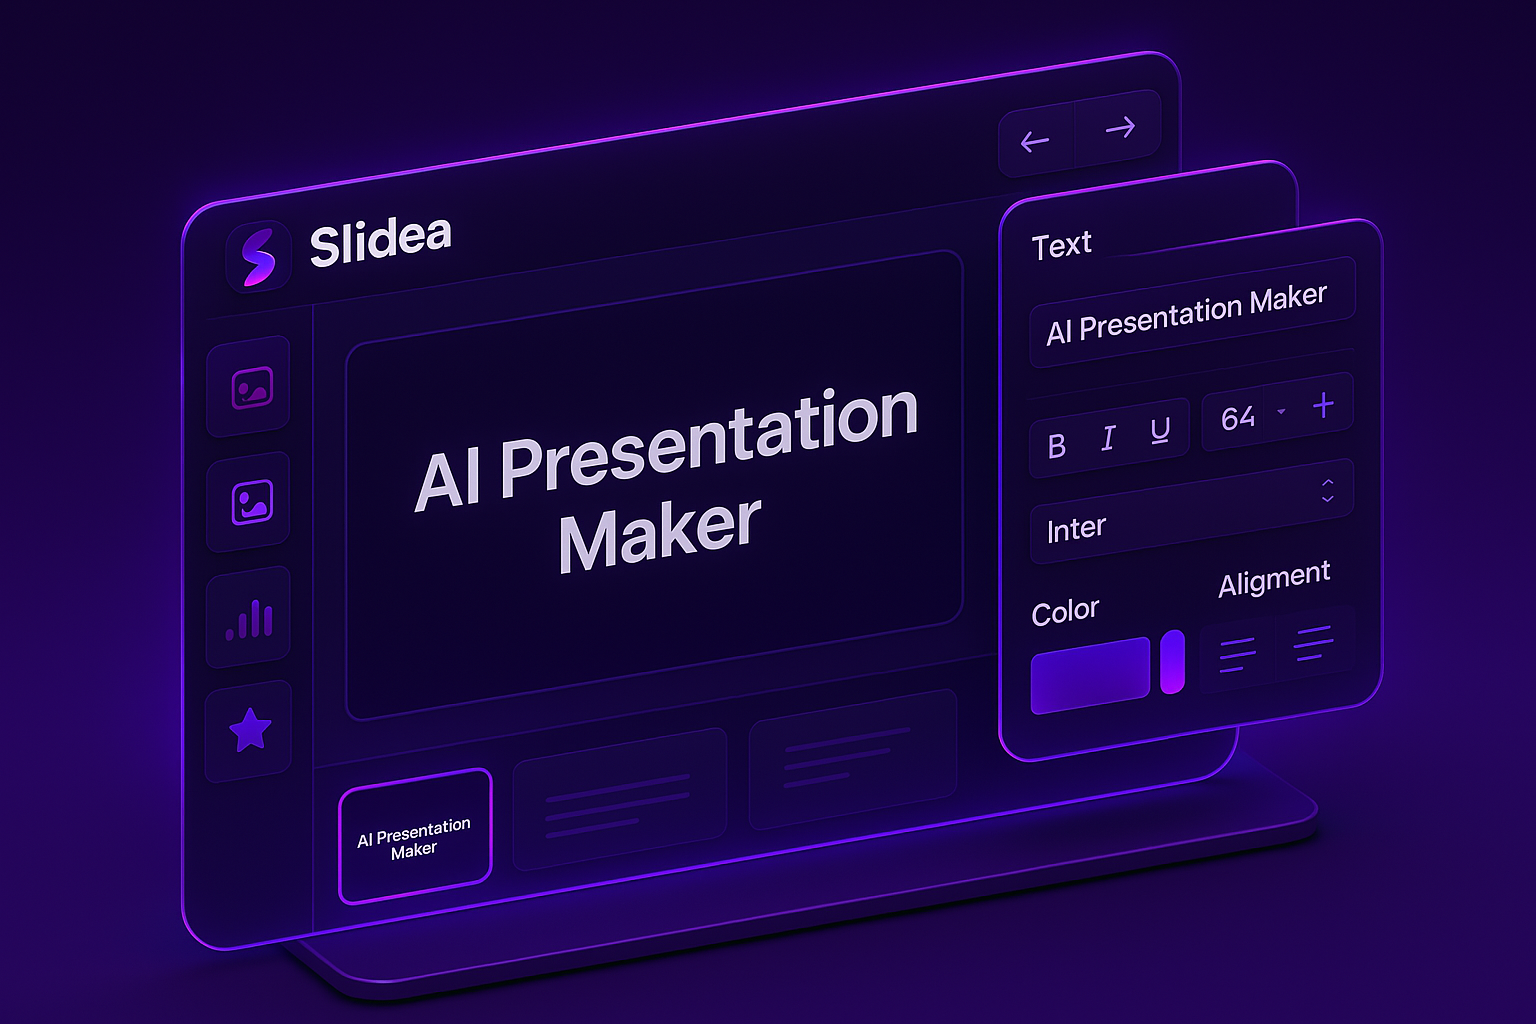 Slidea
AI Presentation
Maker
AI Presentation
Maker
Text
AI Presentation Maker
B I U 64
Inter
Color
Aligment